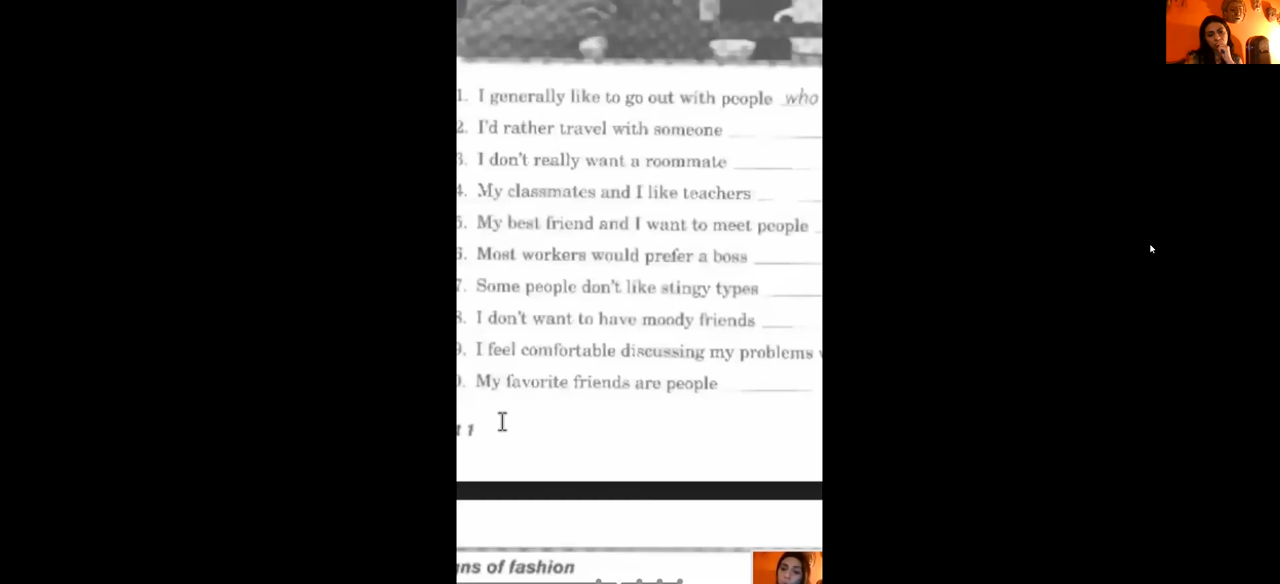 1. I generally like to go out with people who
2. I'd rather travel with someone
3. I don't really want a roommate
4. My classmates and I like teachers
5. My best friend and I want to meet people
6. Most workers would prefer a boss
7. Some people don't like stingy types
8. I don't want to have moody friends
9. I feel comfortable discussing my problems
My favorite friends are people
t 1
ns of fashion